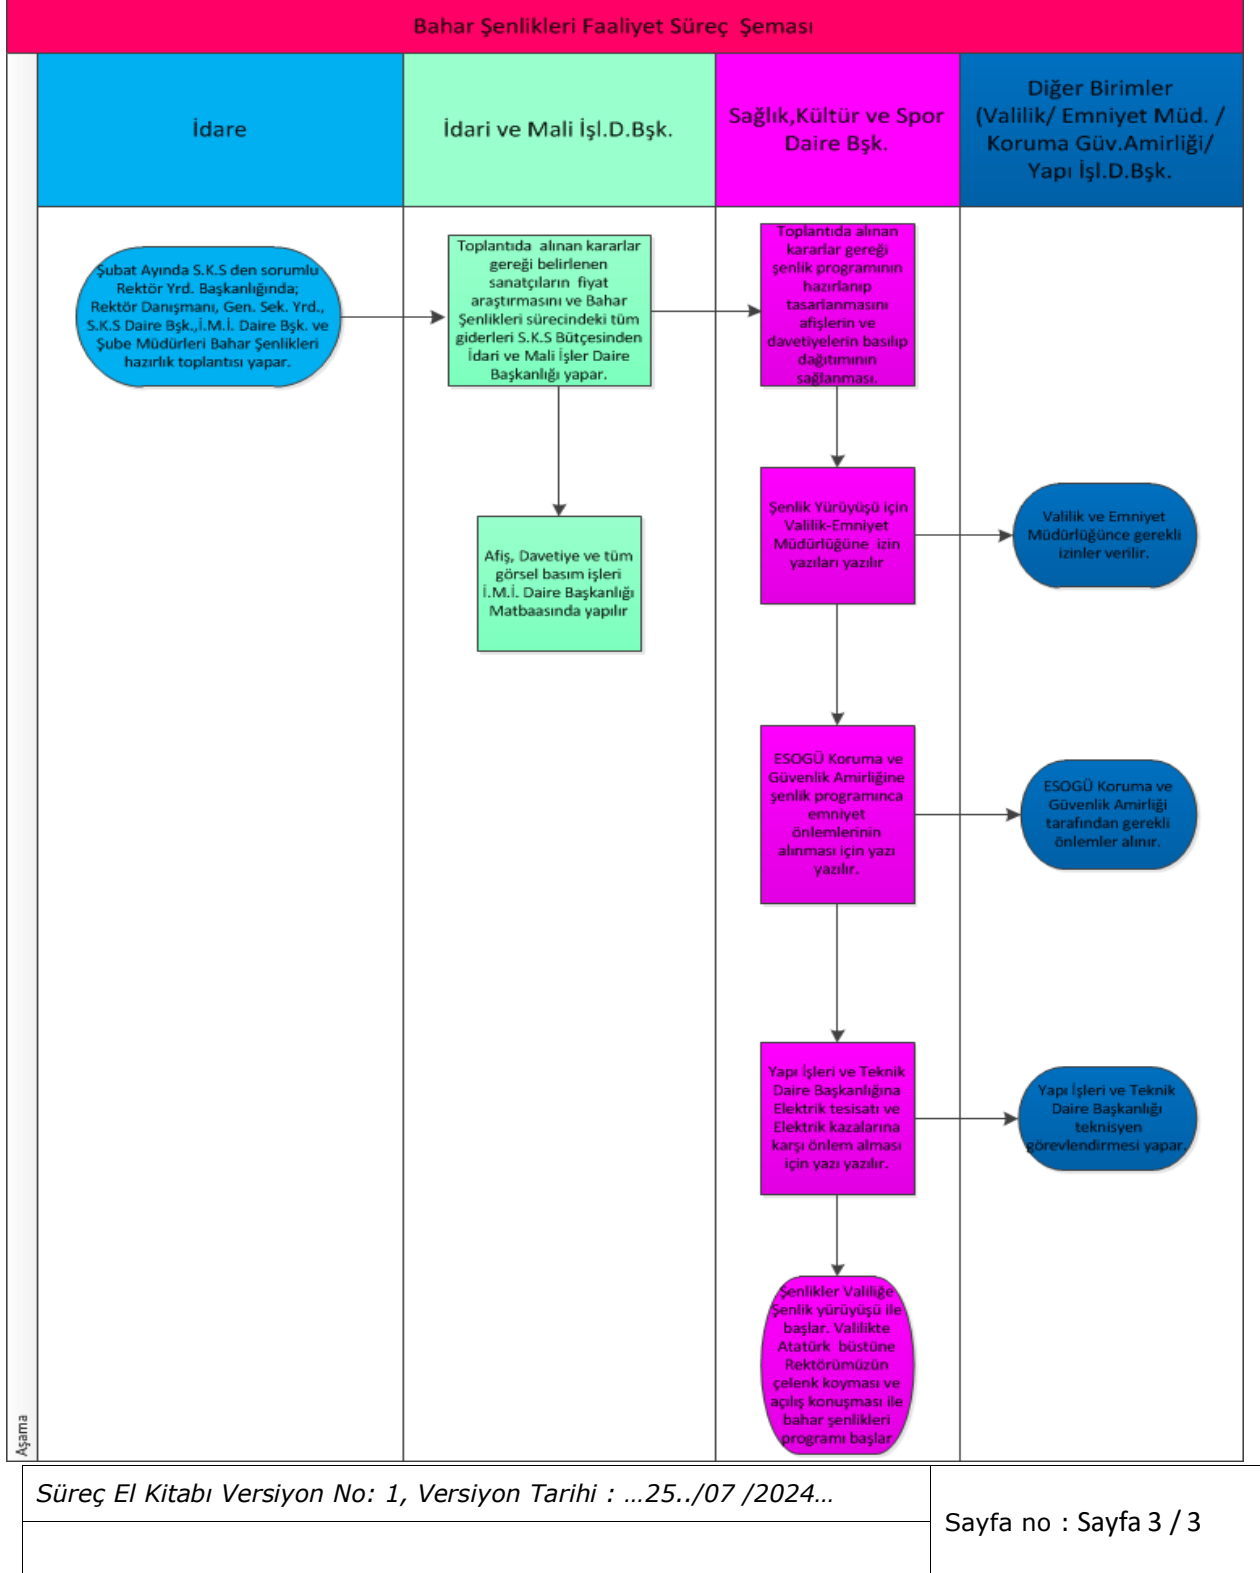 Bahar Şenlikleri Faaliyet Süreç  Şeması
İdare
İdari ve Mali İşl.D.Bşk.
Sağlık,Kültür ve Spor
Daire Bşk.
Diğer Birimler
(Valilik/ Emniyet Müd. /
Koruma Güv.Amirliği/
Yapı İşl.D.Bşk.
Şubat Ayında S.K.S den sorumlu
Rektör Yrd. Başkanlığında;
Rektör Danışmanı, Gen. Sek. Yrd.,
S.K.S Daire Bşk.,İ.M.İ. Daire Bşk. ve
Şube Müdürleri Bahar Şenlikleri
hazırlık toplantısı yapar.
Toplantıda  alınan kararlar
gereği belirlenen
sanatçıların  fiyat
araştırmasını ve Bahar
Şenlikleri sürecindeki tüm
giderleri S.K.S Bütçesinden
İdari ve Mali İşler Daire
Başkanlığı yapar.
Toplantıda alınan
kararlar gereği
şenlik programının
hazırlanıp
tasarlanmasını
afişlerin ve
davetiyelerin basılıp
dağıtımının
sağlanması.
Afiş, Davetiye ve tüm
görsel basım işleri
İ.M.İ. Daire Başkanlığı
Matbaasında yapılır
Şenlik Yürüyüşü için
Valilik-Emniyet
Müdürlüğüne  izin
yazıları yazılır
Valilik ve Emniyet
Müdürlüğünce gerekli
izinler verilir.
ESOGÜ Koruma ve
Güvenlik Amirliğine
şenlik programınca
emniyet
önlemlerinin
alınması için yazı
yazılır.
ESOGÜ Koruma ve
Güvenlik Amirliği
tarafından gerekli
önlemler alınır.
Yapı İşleri ve Teknik
Daire Başkanlığına
Elektrik tesisatı ve
Elektrik kazalarına
karşı önlem alması
için yazı yazılır.
Yapı İşleri ve Teknik
Daire Başkanlığı
teknisyen
görevlendirmesi yapar.
Şenlikler Valiliğe
Şenlik yürüyüşü ile
başlar. Valilikte
Atatürk  büstüne
Rektörümüzün
çelenk koyması ve
açılış konuşması ile
bahar şenlikleri
programı başlar
Aşama
Süreç El Kitabı Versiyon No: 1, Versiyon Tarihi : …25../07 /2024…
Sayfa no : Sayfa 3 / 3